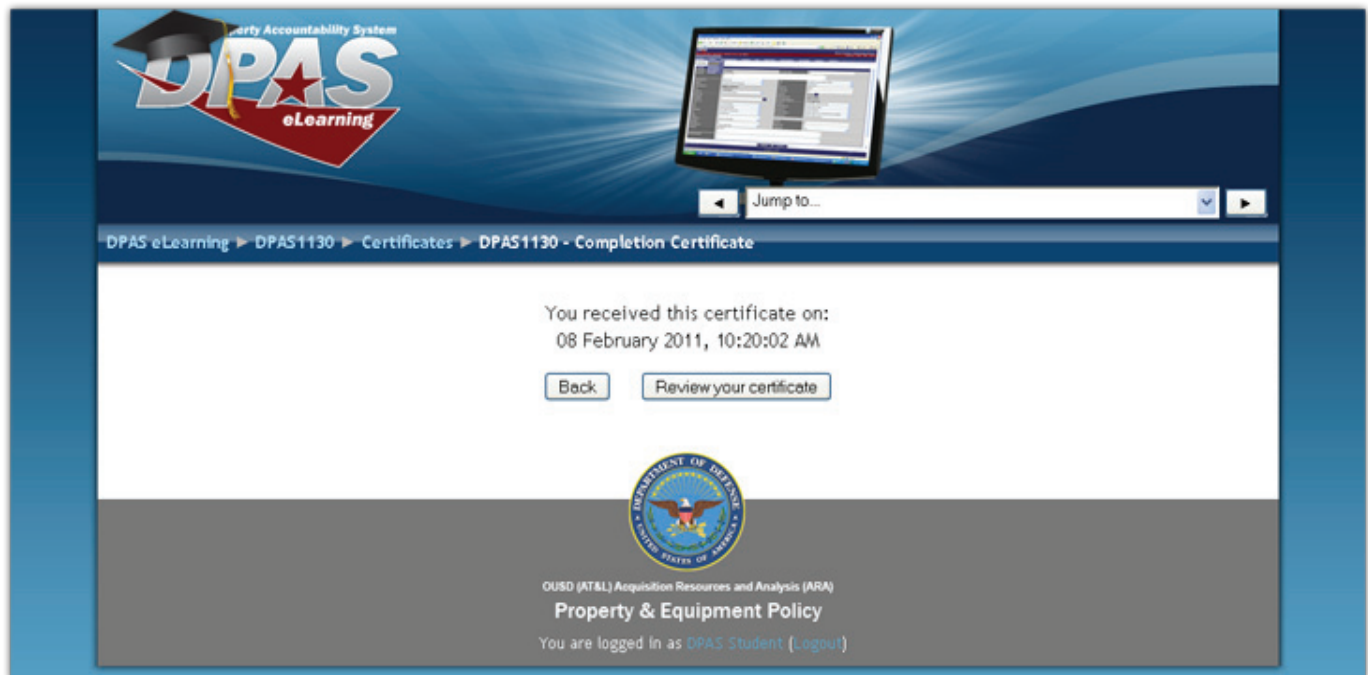 erty Accountability System
DPAS
eLearning
Jump to...
DPAS eLearning ► DPAS1130 ► Certificates ► DPAS1130 - Completion Certificate
You received this certificate on:
08 February 2011, 10:20:02 AM
Back Review your certificate
DEPARTMENT OF DEFENSE
UNITED STATES OF AMERICA
OUSD (AT&L) Acquisition Resources and Analysis (ARA)
Property & Equipment Policy
You are logged in as DPAS Student (Logout)